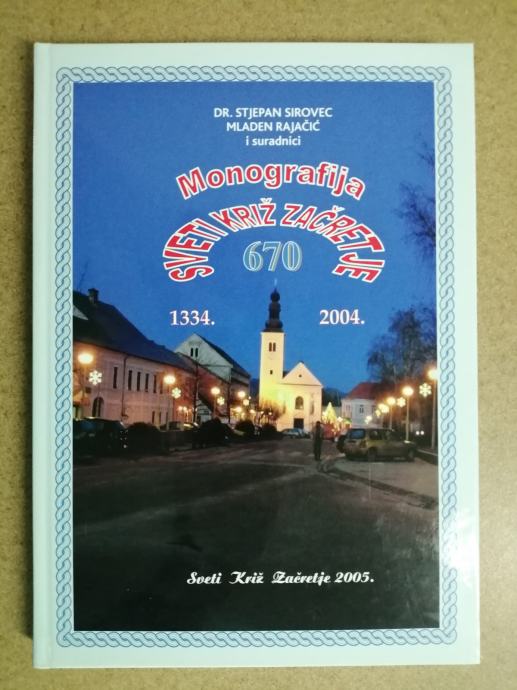 DR. STJEPAN SIROVEC
MLADEN RAJAČIĆ
i suradnici
Monografija
SVETI KRIŽ ZAČRETJE
670
1334. 2004.
Sveti Križ Začretje 2005.